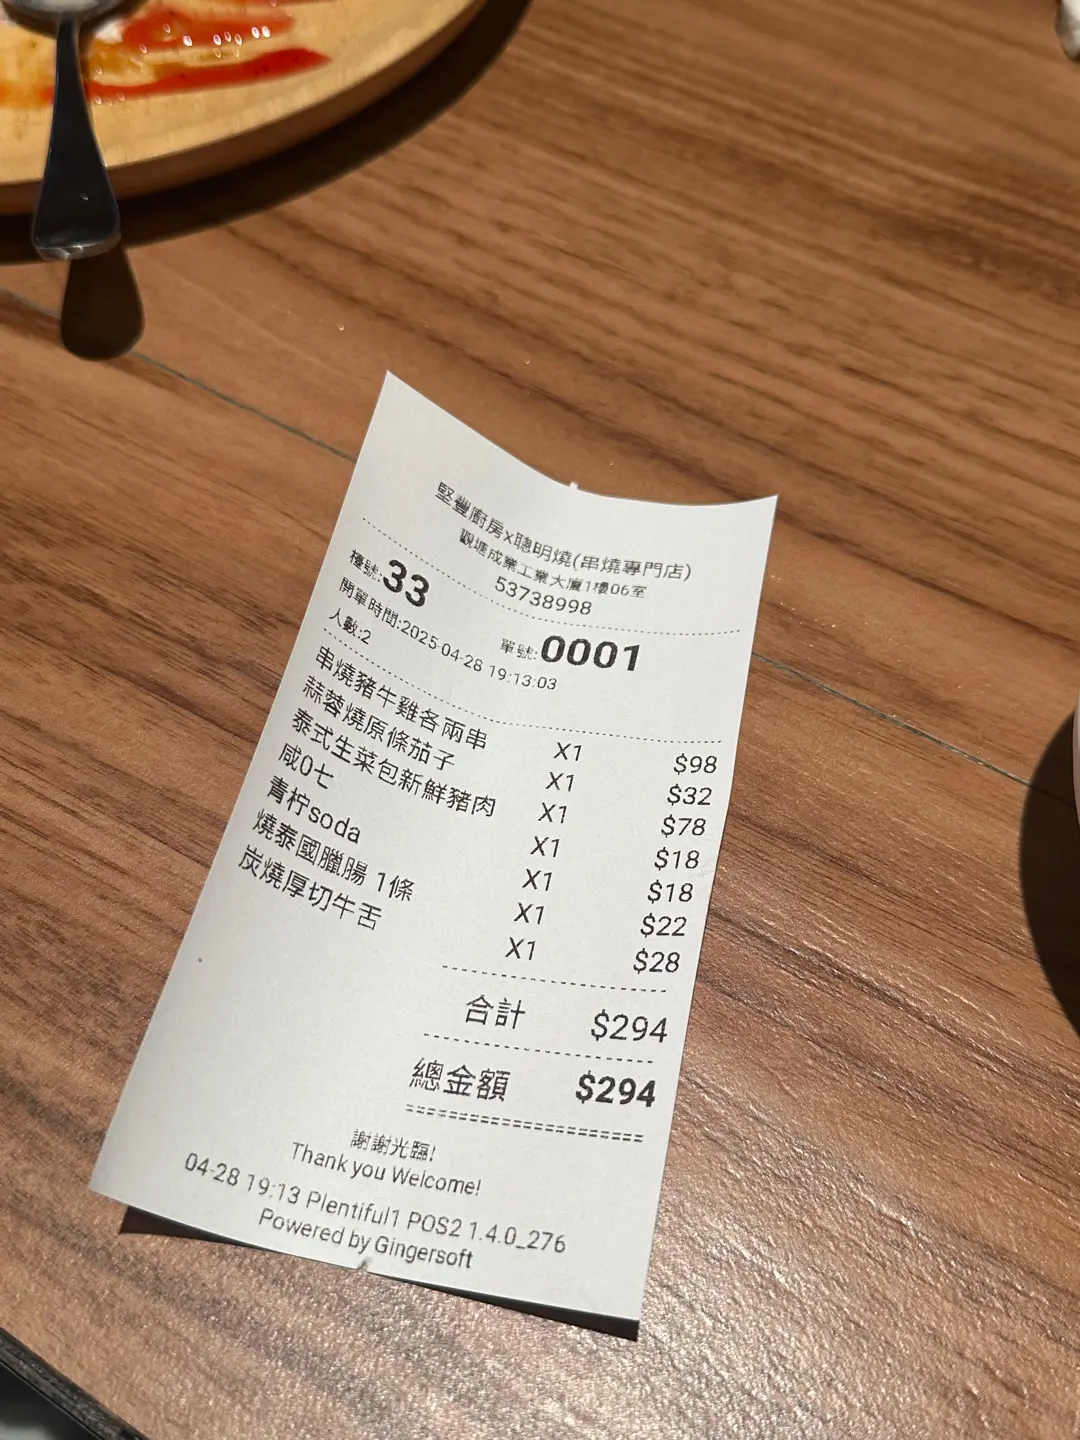 堅豐廚房x聰明燒(串燒專門店)
觀塘成業工業大廈1樓06室
53738998
檯號:33 單號:0001
開單時間:2025-04-28 19:13:03
人數:2
串燒豬牛雞各兩串 X1 $98
蒜蓉燒原條茄子 X1 $32
泰式生菜包新鮮豬肉 X1 $78
咸0七 X1 $18
青柠soda X1 $18
燒泰國臘腸 1條 X1 $22
炭燒厚切牛舌 X1 $28
合計 $294
總金額 $294
謝謝光臨!
Thank you Welcome!
04-28 19:13 Plentiful1 POS2 1.4.0_276
Powered by Gingersoft